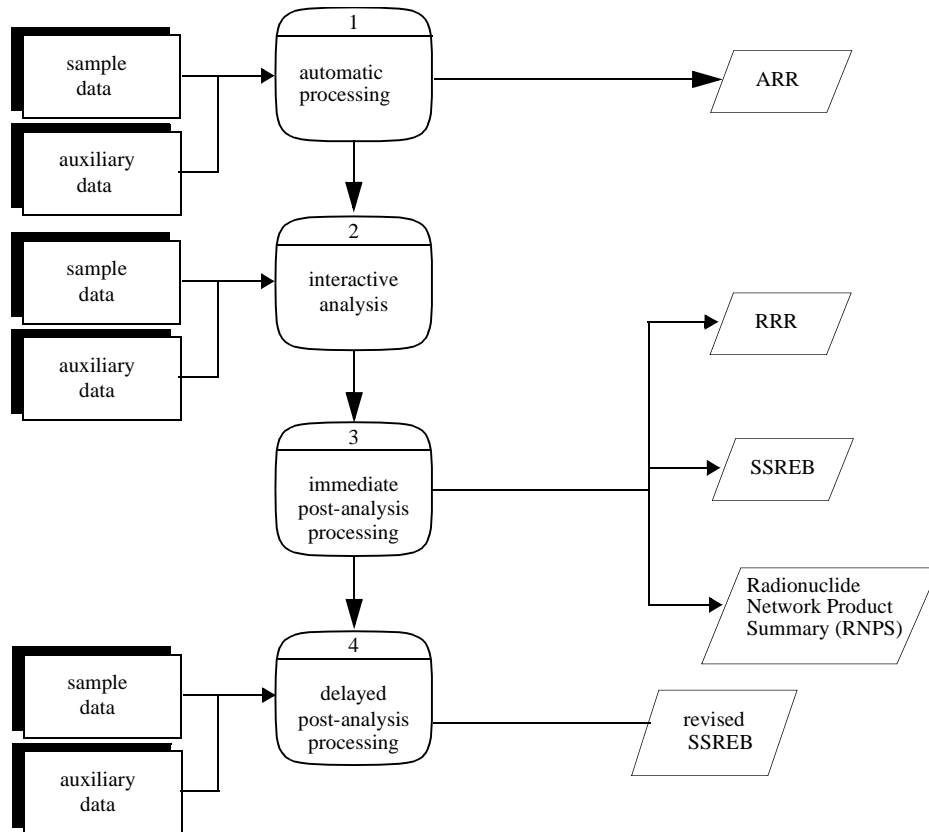 1
automatic
processing
sample
data
auxiliary
data
ARR
2
interactive
analysis
sample
data
auxiliary
data
3
immediate
post-analysis
processing
RRR
SSREB
Radionuclide
Network Product
Summary (RNPS)
4
delayed
post-analysis
processing
sample
data
auxiliary
data
revised
SSREB